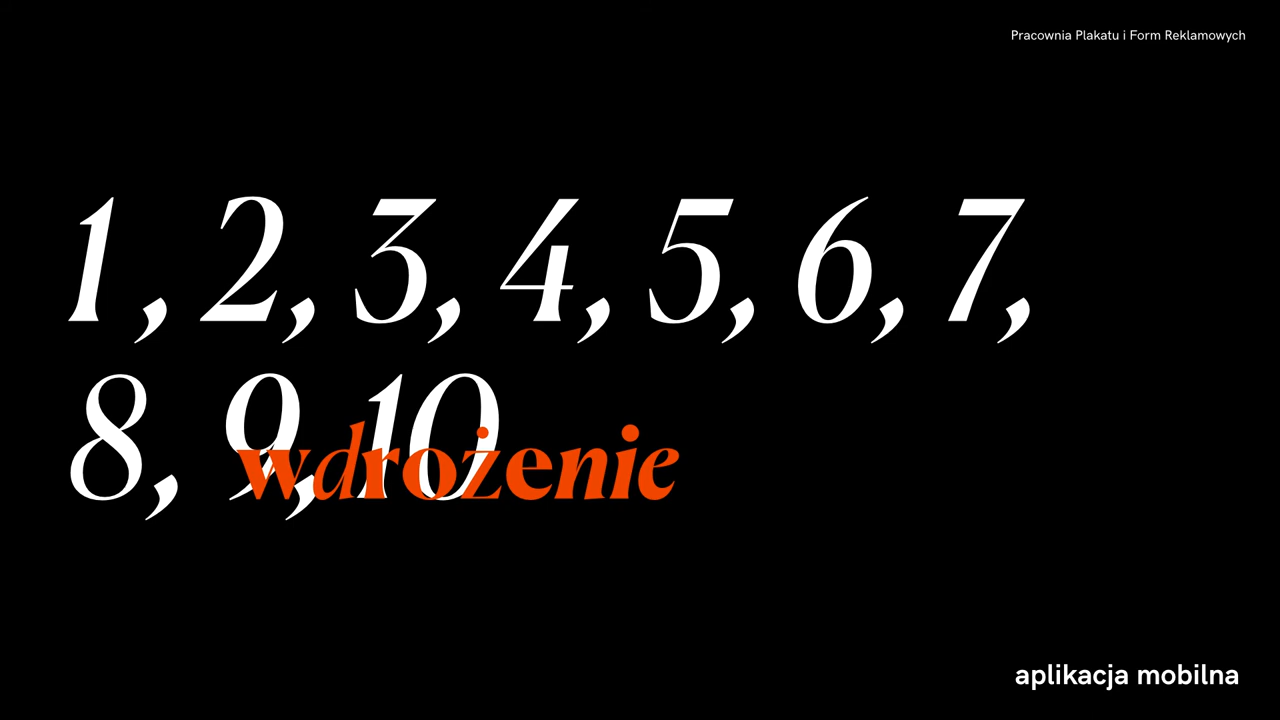 Pracownia Plakatu i Form Reklamowych
1, 2, 3, 4, 5, 6, 7,
8, 9, 10
wdrożenie
aplikacja mobilna